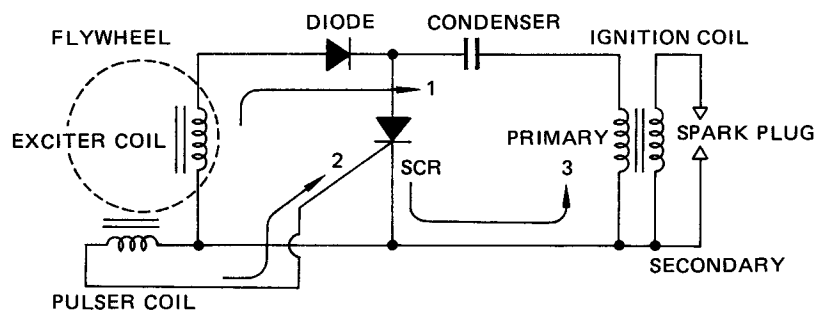 DIODE
CONDENSER
FLYWHEEL
IGNITION COIL
1
EXCITER COIL
PRIMARY
SPARK PLUG
2
SCR
3
SECONDARY
PULSER COIL